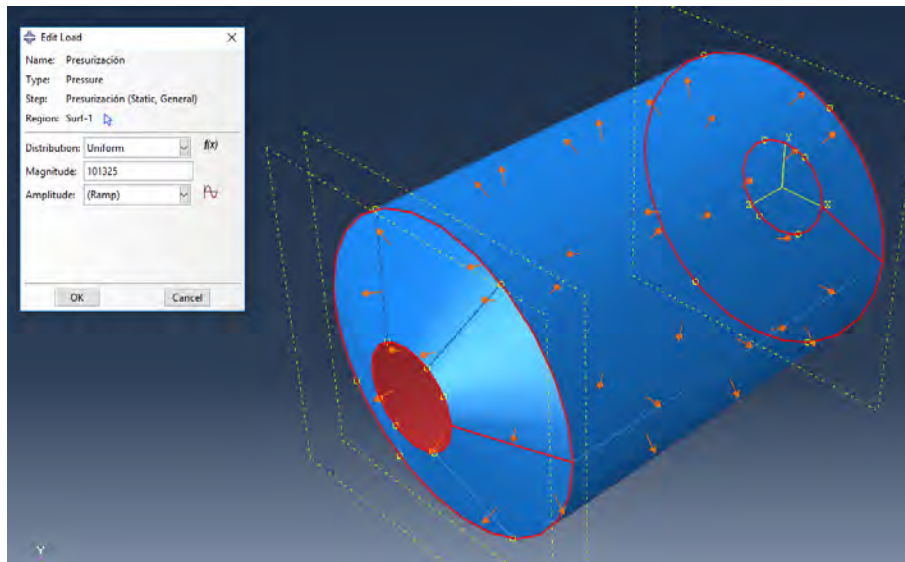 Edit Load
Name: Presurización
Type: Pressure
Step: Presurización (Static, General)
Region: Surf-1
Distribution: Uniform f(x)
Magnitude: 101325
Amplitude: (Ramp)
OK Cancel
Y
Z X
Y